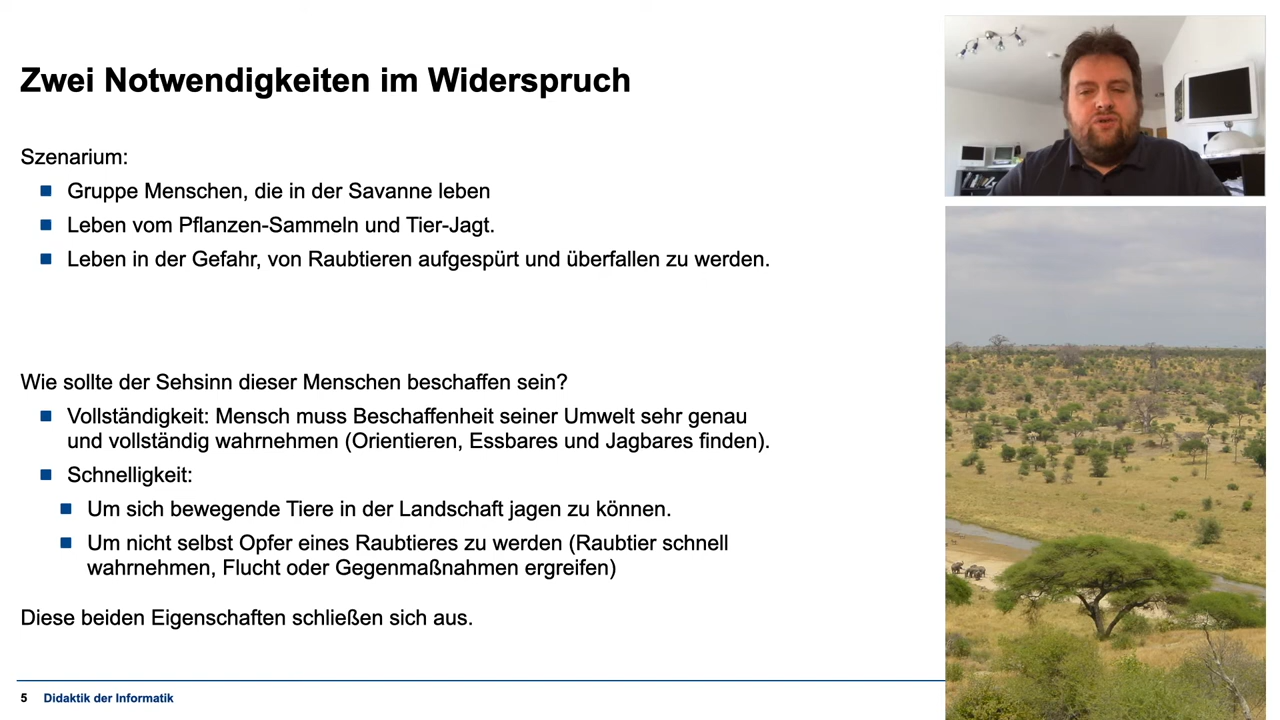 Zwei Notwendigkeiten im Widerspruch
Szenarium:
Gruppe Menschen, die in der Savanne leben
Leben vom Pflanzen-Sammeln und Tier-Jagt.
Leben in der Gefahr, von Raubtieren aufgespürt und überfallen zu werden.
Wie sollte der Sehsinn dieser Menschen beschaffen sein?
Vollständigkeit: Mensch muss Beschaffenheit seiner Umwelt sehr genau
und vollständig wahrnehmen (Orientieren, Essbares und Jagbares finden).
Schnelligkeit:
Um sich bewegende Tiere in der Landschaft jagen zu können.
Um nicht selbst Opfer eines Raubtieres zu werden (Raubtier schnell
wahrnehmen, Flucht oder Gegenmaßnahmen ergreifen)
Diese beiden Eigenschaften schließen sich aus.
5 Didaktik der Informatik